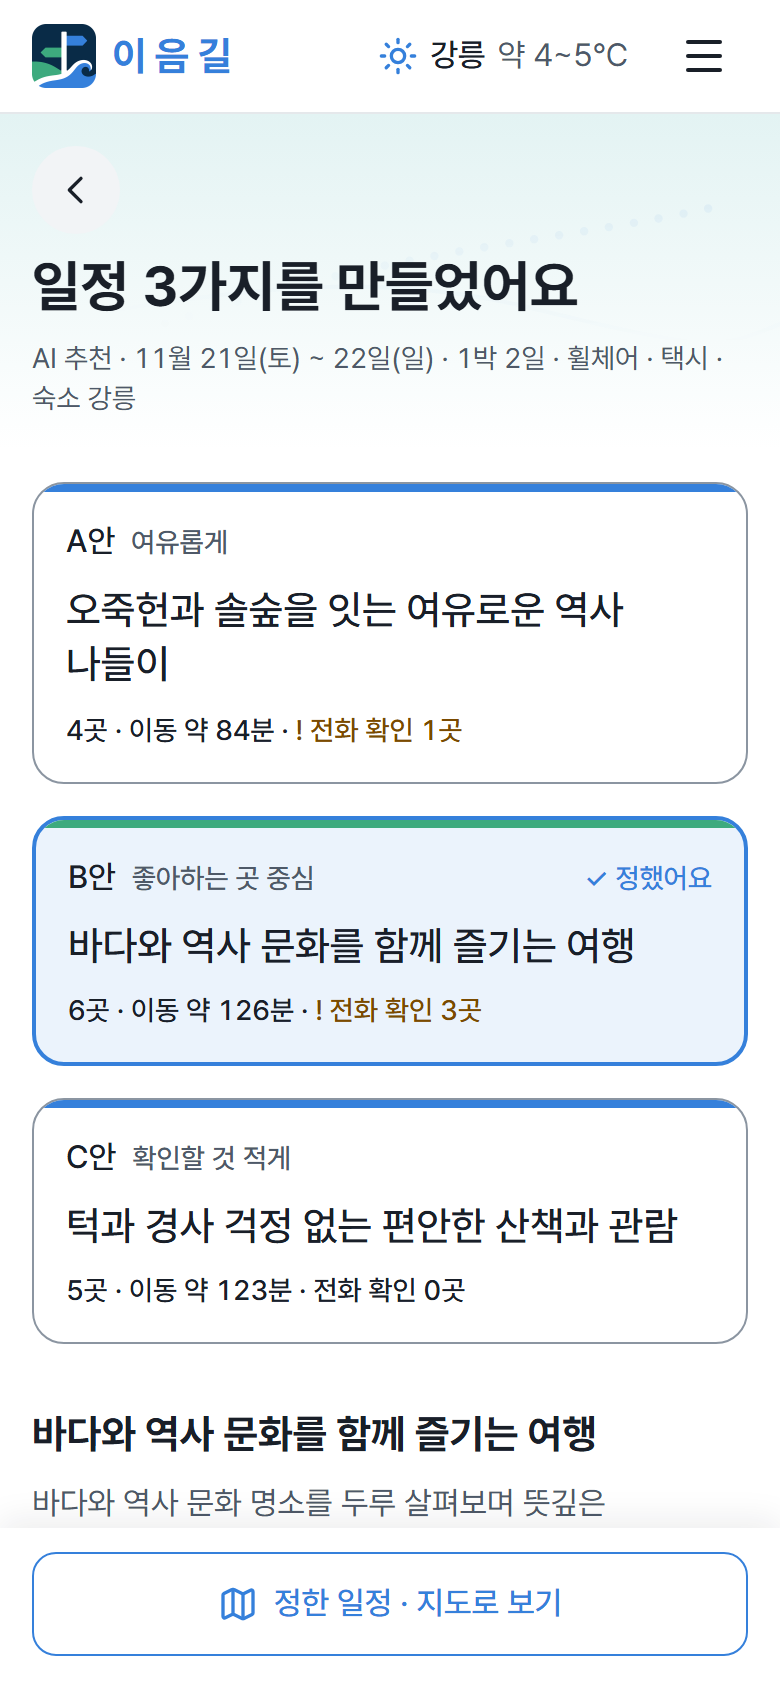 이음길
강릉 약 4~5°C
일정 3가지를 만들었어요
AI 추천 · 11월 21일(토) ~ 22일(일) · 1박 2일 · 휠체어 · 택시 ·
숙소 강릉
A안 여유롭게
오죽헌과 솔숲을 잇는 여유로운 역사
나들이
4곳 · 이동 약 84분 · ! 전화 확인 1곳
B안 좋아하는 곳 중심 ✓ 정했어요
바다와 역사 문화를 함께 즐기는 여행
6곳 · 이동 약 126분 · ! 전화 확인 3곳
C안 확인할 것 적게
턱과 경사 걱정 없는 편안한 산책과 관람
5곳 · 이동 약 123분 · 전화 확인 0곳
바다와 역사 문화를 함께 즐기는 여행
바다와 역사 문화 명소를 두루 살펴보며 뜻깊은
정한 일정 · 지도로 보기